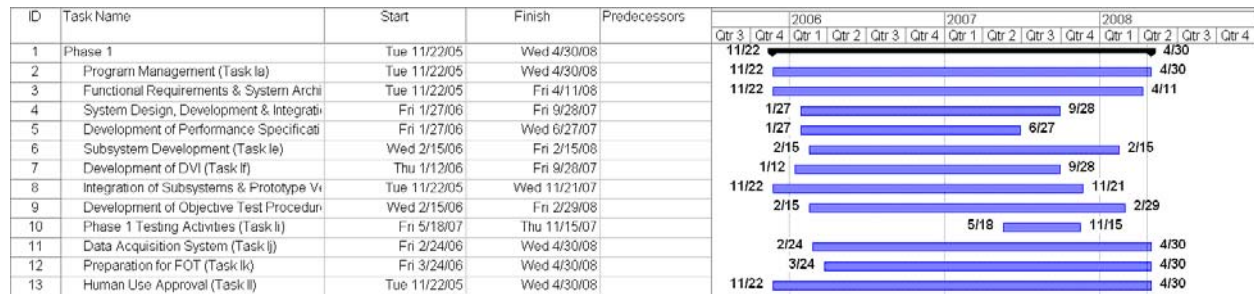 ID Task Name Start Finish Predecessors
2006 2007 2008
Qtr 3 Qtr 4 Qtr 1 Qtr 2 Qtr 3 Qtr 4 Qtr 1 Qtr 2 Qtr 3 Qtr 4 Qtr 1 Qtr 2 Qtr 3 Qtr 4
1 Phase 1 Tue 11/22/05 Wed 4/30/08 11/22 4/30
2 Program Management (Task Ia) Tue 11/22/05 Wed 4/30/08 11/22 4/30
3 Functional Requirements & System Archi Tue 11/22/05 Fri 4/11/08 11/22 4/11
4 System Design, Development & Integrati Fri 1/27/06 Fri 9/28/07 1/27 9/28
5 Development of Performance Specificati Fri 1/27/06 Wed 6/27/07 1/27 6/27
6 Subsystem Development (Task Ie) Wed 2/15/06 Fri 2/15/08 2/15 2/15
7 Development of DVI (Task If) Thu 1/12/06 Fri 9/28/07 1/12 9/28
8 Integration of Subsystems & Prototype Ve Tue 11/22/05 Wed 11/21/07 11/22 11/21
9 Development of Objective Test Procedur Wed 2/15/06 Fri 2/29/08 2/15 2/29
10 Phase 1 Testing Activities (Task Ii) Fri 5/18/07 Thu 11/15/07 5/18 11/15
11 Data Acquisition System (Task Ij) Fri 2/24/06 Wed 4/30/08 2/24 4/30
12 Preparation for FOT (Task Ik) Fri 3/24/06 Wed 4/30/08 3/24 4/30
13 Human Use Approval (Task Il) Tue 11/22/05 Wed 4/30/08 11/22 4/30